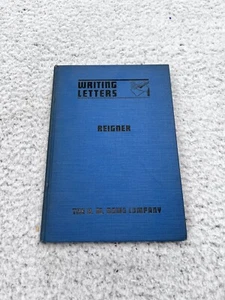 WRITING
LETTERS
REIGNER
THE H. M. ROWE COMPANY